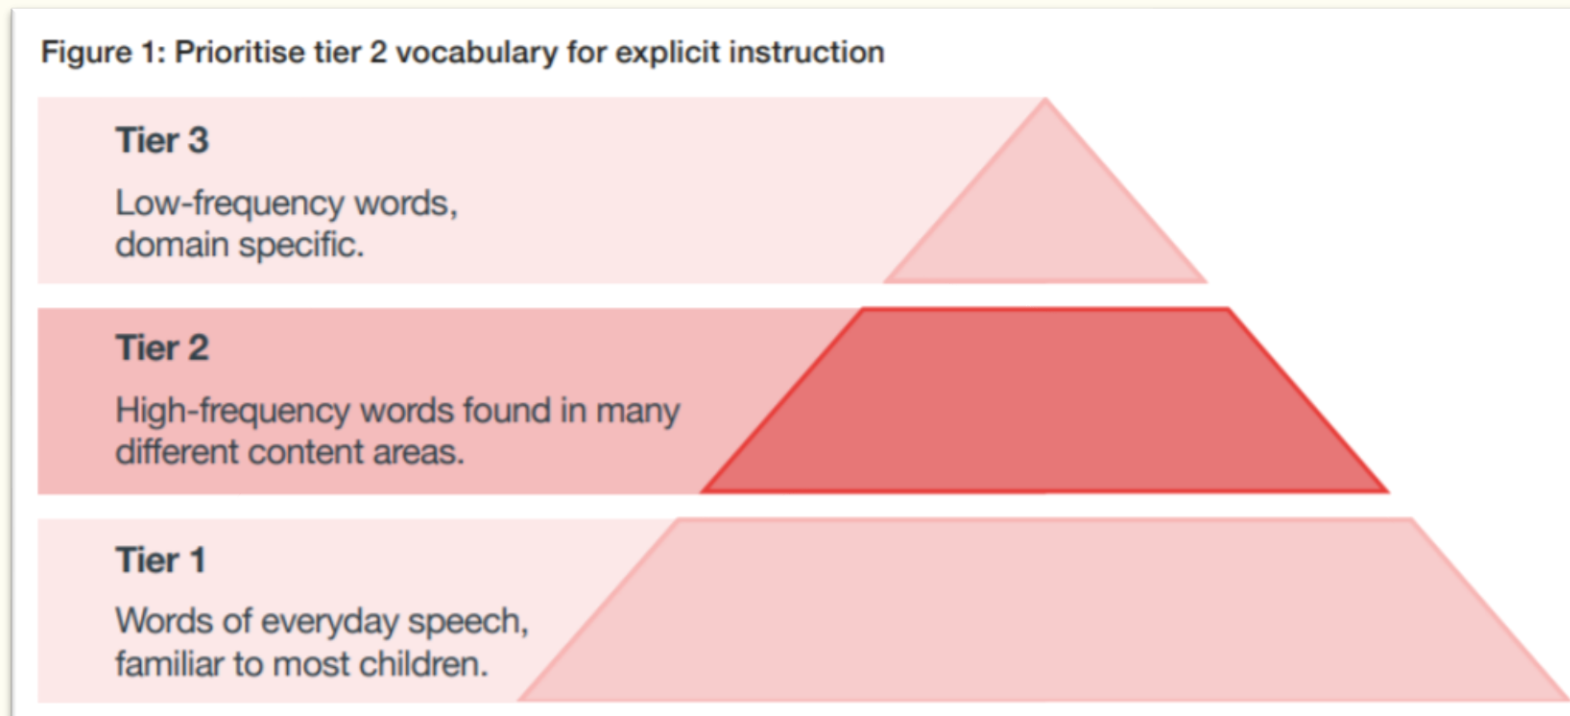 Figure 1: Prioritise tier 2 vocabulary for explicit instruction
Tier 3
Low-frequency words,
domain specific.
Tier 2
High-frequency words found in many
different content areas.
Tier 1
Words of everyday speech,
familiar to most children.